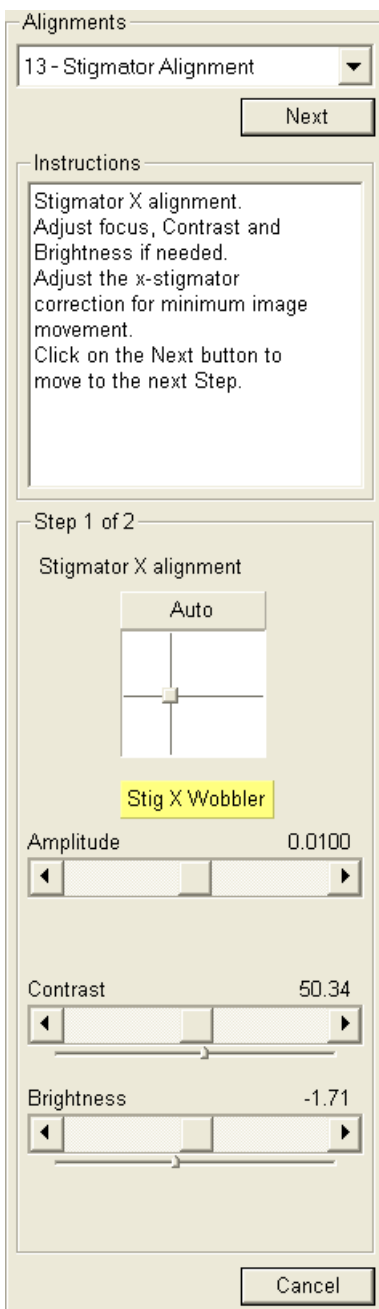 Alignments
13 - Stigmator Alignment
Next
Instructions
Stigmator X alignment.
Adjust focus, Contrast and
Brightness if needed.
Adjust the x-stigmator
correction for minimum image
movement.
Click on the Next button to
move to the next Step.
Step 1 of 2
Stigmator X alignment
Auto
Stig X Wobbler
Amplitude 0.0100
Contrast 50.34
Brightness -1.71
Cancel